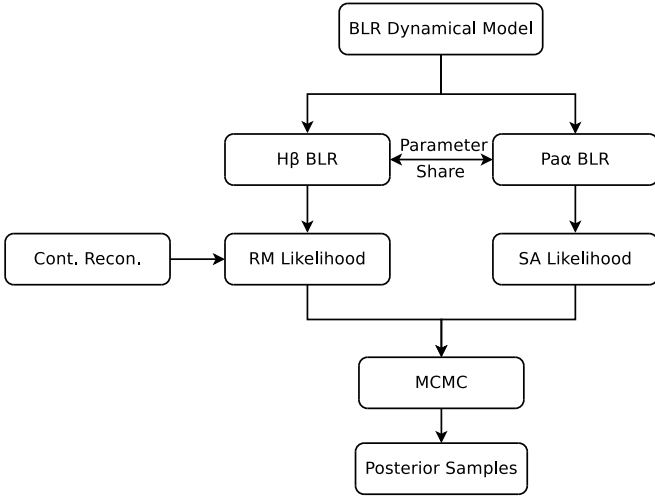 BLR Dynamical Model
Hβ BLR
Parameter
Share
Paα BLR
Cont. Recon.
RM Likelihood
SA Likelihood
MCMC
Posterior Samples